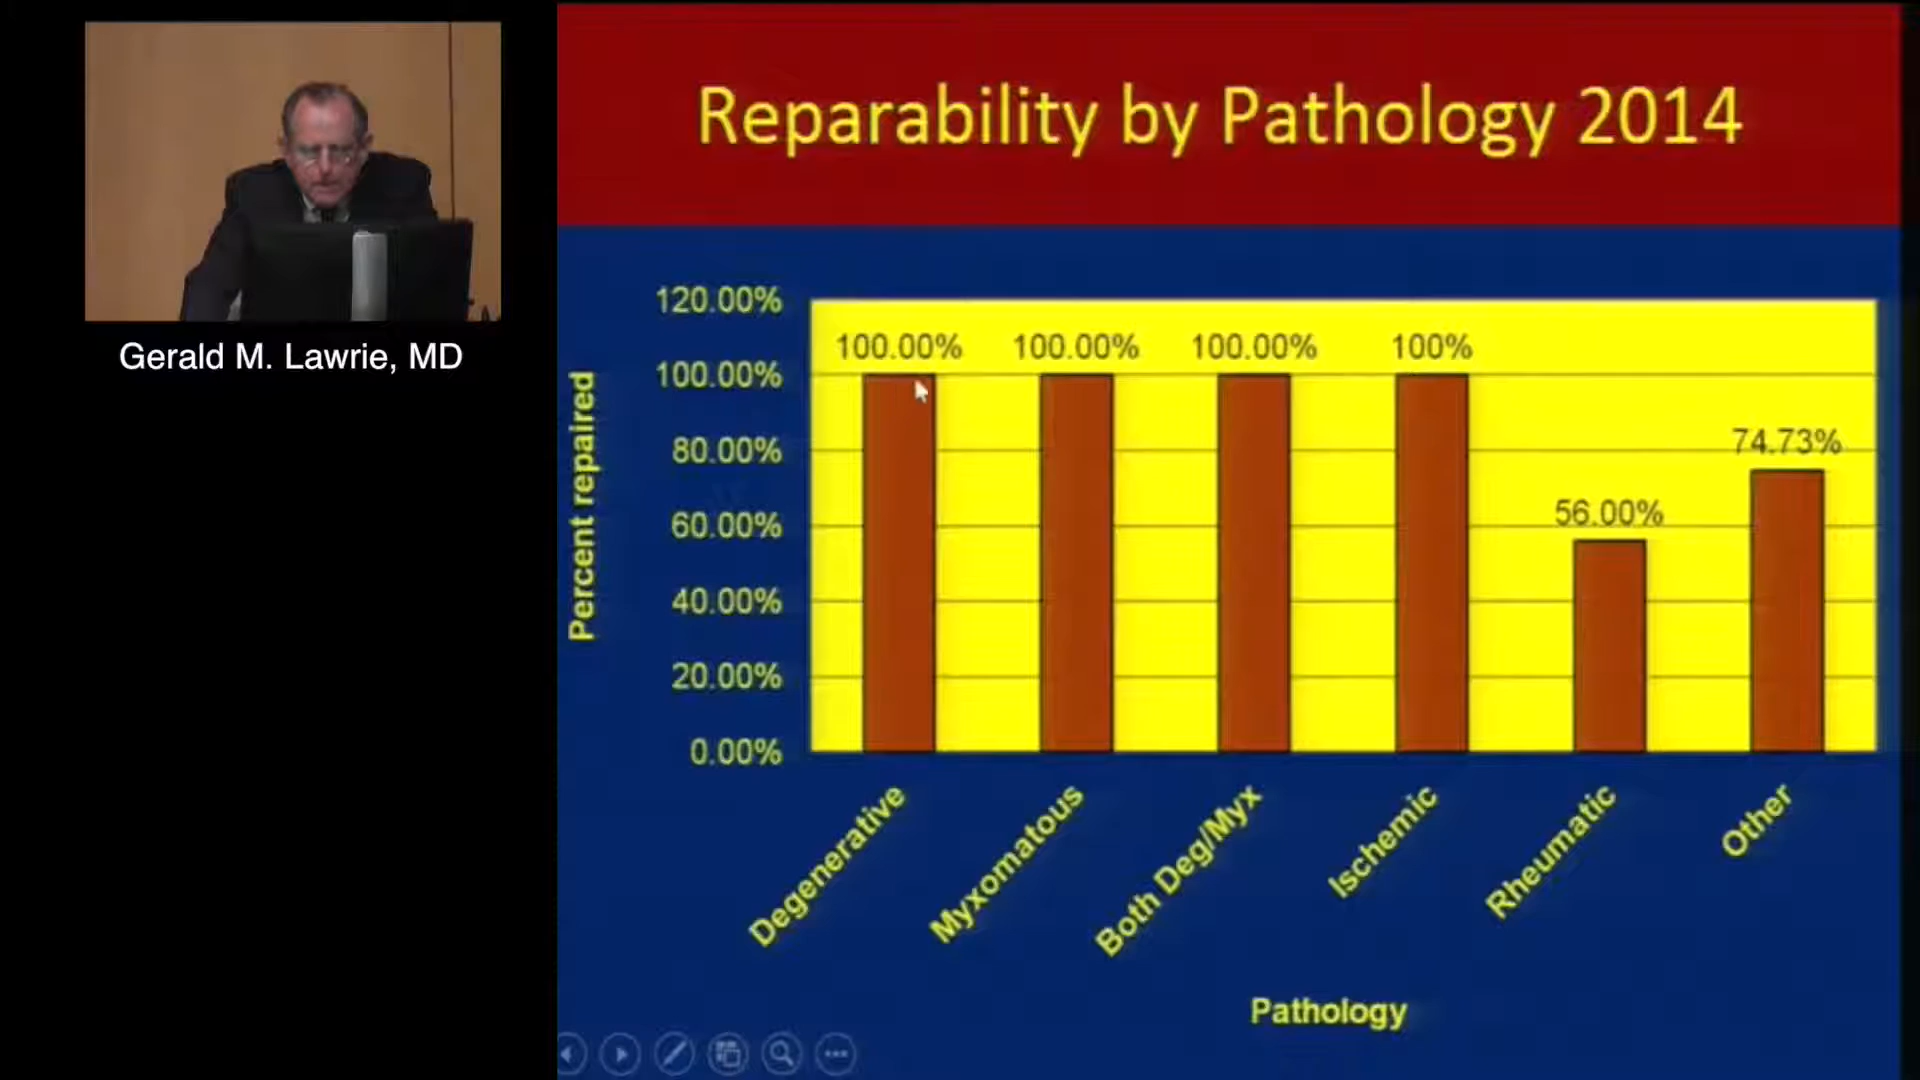 Gerald M. Lawrie, MD
Reparability by Pathology 2014
Percent repaired
120.00%
100.00%
80.00%
60.00%
40.00%
20.00%
0.00%
100.00%
100.00%
100.00%
100%
56.00%
74.73%
Degenerative
Myxomatous
Both Deg/Myx
Ischemic
Rheumatic
Other
Pathology